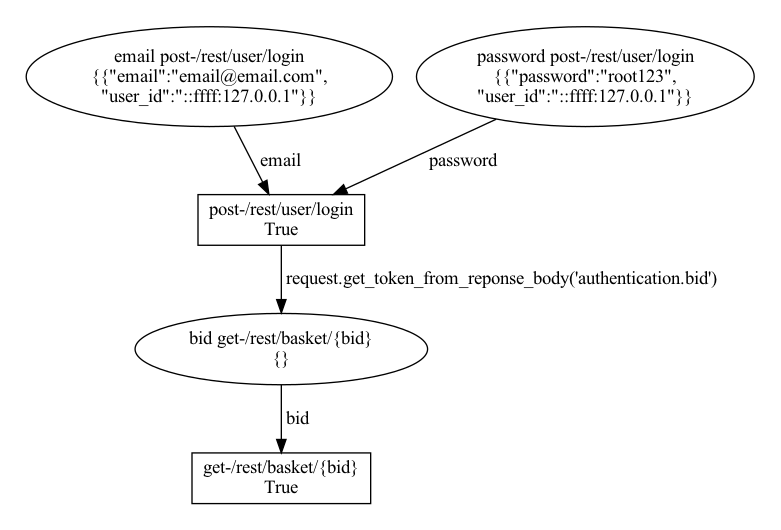 email post-/rest/user/login
{{"email":"email@email.com",
"user_id":"::ffff:127.0.0.1"}}
password post-/rest/user/login
{{"password":"root123",
"user_id":"::ffff:127.0.0.1"}}
email
password
post-/rest/user/login
True
request.get_token_from_reponse_body('authentication.bid')
bid get-/rest/basket/{bid}
{}
bid
get-/rest/basket/{bid}
True